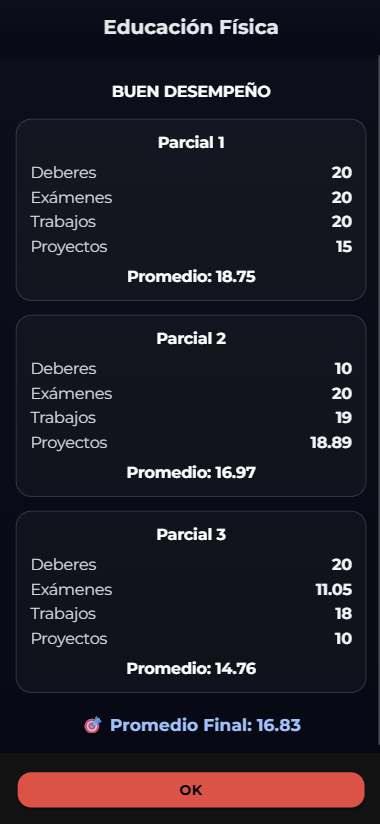 Educación Física
BUEN DESEMPEÑO
Parcial 1
Deberes 20
Exámenes 20
Trabajos 20
Proyectos 15
Promedio: 18.75
Parcial 2
Deberes 10
Exámenes 20
Trabajos 19
Proyectos 18.89
Promedio: 16.97
Parcial 3
Deberes 20
Exámenes 11.05
Trabajos 18
Proyectos 10
Promedio: 14.76
🎯 Promedio Final: 16.83
OK